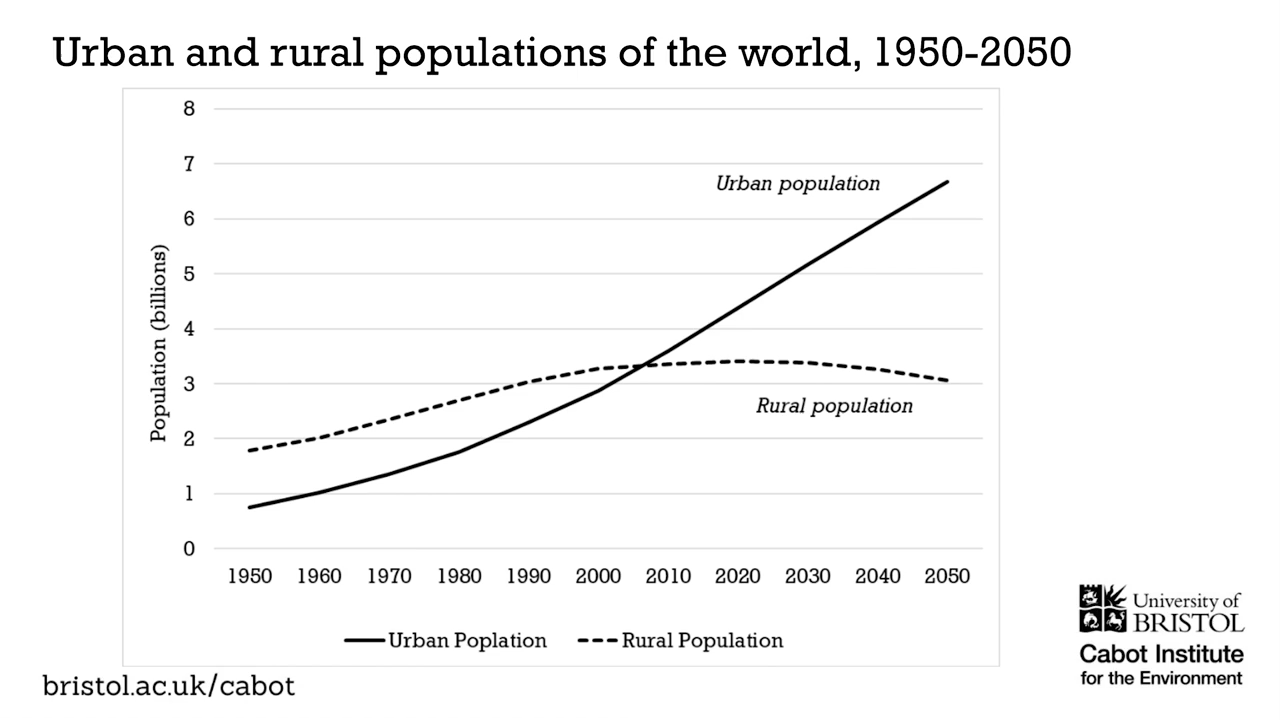 Urban and rural populations of the world, 1950-2050
8
7
6
5
4
3
2
1
0
Population (billions)
Urban population
Rural population
1950 1960 1970 1980 1990 2000 2010 2020 2030 2040 2050
Urban Poplation Rural Population
bristol.ac.uk/cabot
University of
BRISTOL
Cabot Institute
for the Environment